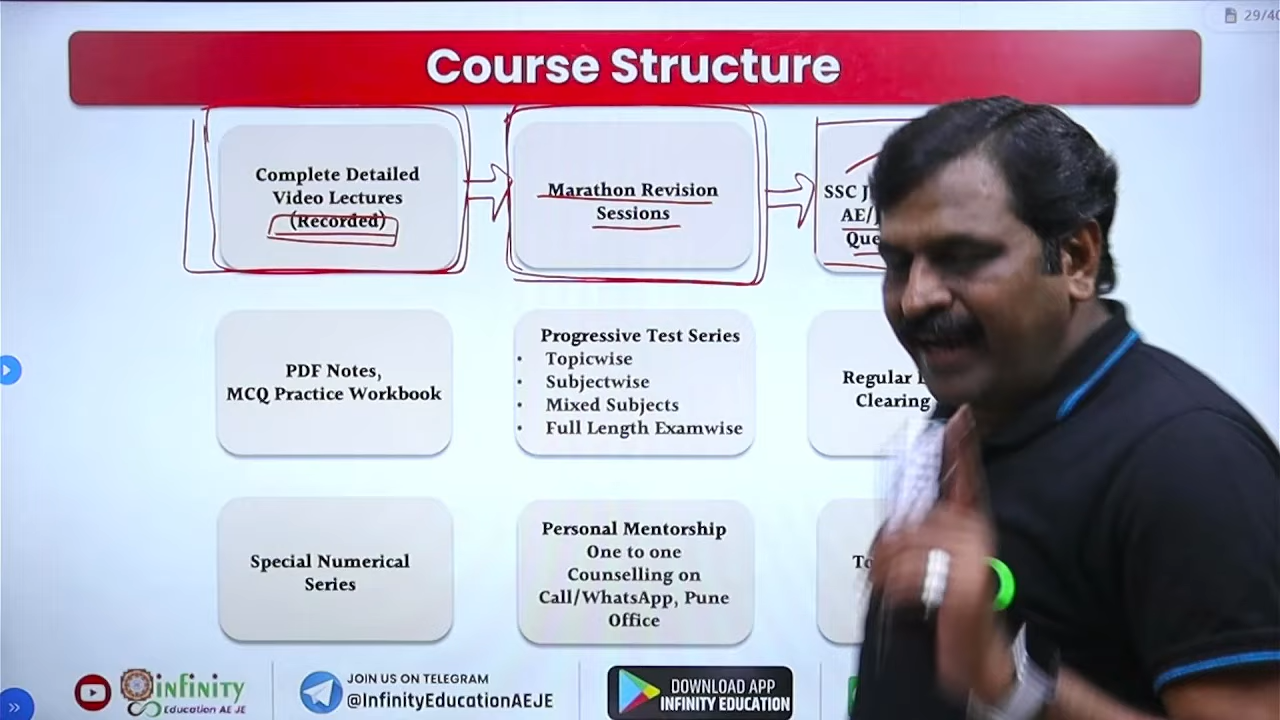 29/40
Course Structure
Complete Detailed
Video Lectures
(Recorded)
Marathon Revision
Sessions
SSC
AE/
PDF Notes,
MCQ Practice Workbook
Progressive Test Series
• Topicwise
• Subjectwise
• Mixed Subjects
• Full Length Examwise
Regular
Clearing
Special Numerical
Series
Personal Mentorship
One to one
Counselling on
Call/WhatsApp, Pune
Office
infinity
Education AE JE
JOIN US ON TELEGRAM
@InfinityEducationAEJE
DOWNLOAD APP
INFINITY EDUCATION